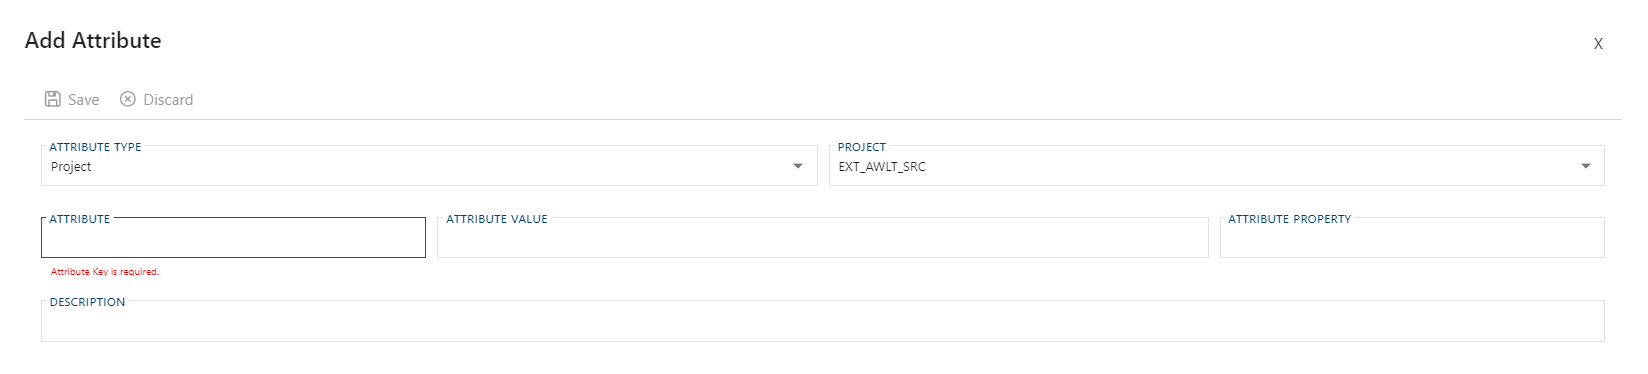 Add Attribute
X
Save Discard
ATTRIBUTE TYPE PROJECT
Project EXT_AWLT_SRC
ATTRIBUTE ATTRIBUTE VALUE ATTRIBUTE PROPERTY
Attribute Key is required.
DESCRIPTION